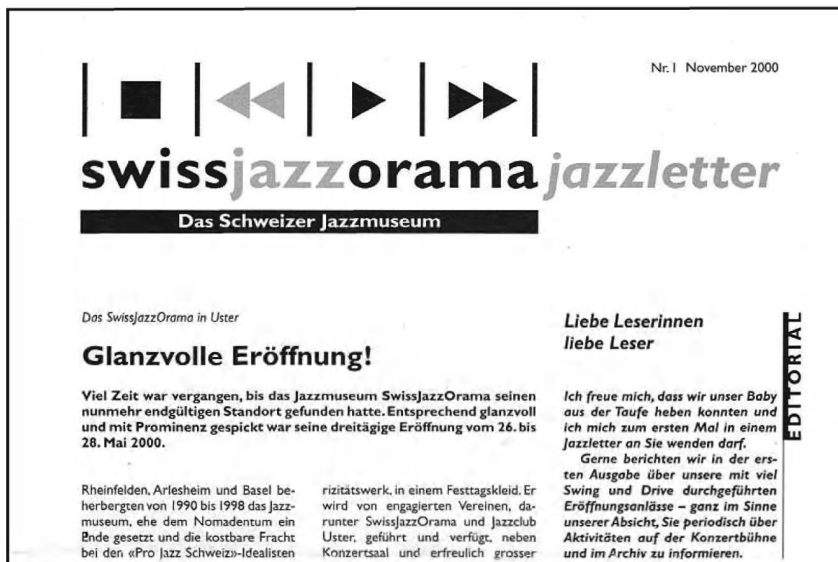 Nr. 1 November 2000
swissjazzorama jazzletter
Das Schweizer Jazzmuseum
Das SwissJazzOrama in Uster
Glanzvolle Eröffnung!
Viel Zeit war vergangen, bis das Jazzmuseum SwissJazzOrama seinen
nunmehr endgültigen Standort gefunden hatte. Entsprechend glanzvoll
und mit Prominenz gespickt war seine dreitägige Eröffnung vom 26. bis
28. Mai 2000.
Rheinfelden, Arlesheim und Basel be-
herbergten von 1990 bis 1998 das Jazz-
museum, ehe dem Nomadentum ein
Ende gesetzt und die kostbare Fracht
bei den «Pro Jazz Schweiz»-Idealisten
rizitätswerk, in einem Festtagskleid. Er
wird von engagierten Vereinen, da-
runter SwissJazzOrama und Jazzclub
Uster, geführt und verfügt, neben
Konzertsaal und erfreulich grosser
Liebe Leserinnen
liebe Leser
EDITORIAL
Ich freue mich, dass wir unser Baby
aus der Taufe heben konnten und
ich mich zum ersten Mal in einem
Jazzletter an Sie wenden darf.
Gerne berichten wir in der ers-
ten Ausgabe über unsere mit viel
Swing und Drive durchgeführten
Eröffnungsanlässe – ganz im Sinne
unserer Absicht, Sie periodisch über
Aktivitäten auf der Konzertbühne
und im Archiv zu informieren.